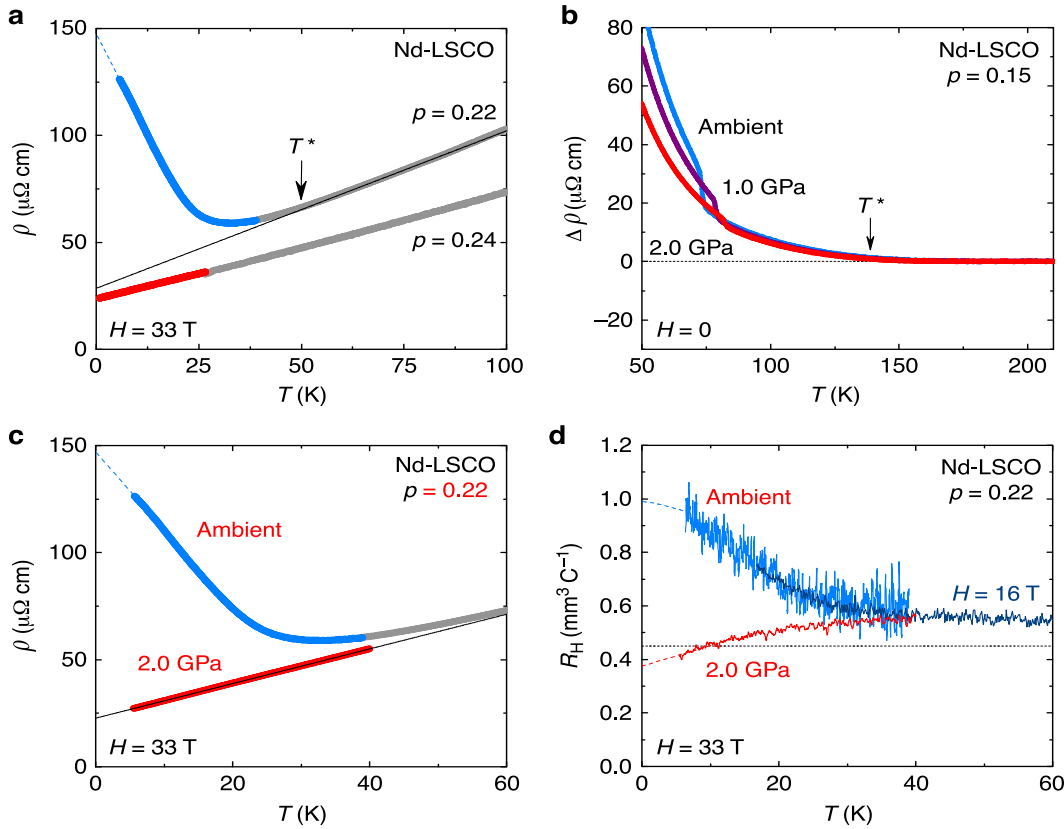 a
150
100
50
0
ρ (μΩ cm)
Nd-LSCO
p = 0.22
T *
p = 0.24
H = 33 T
0
25
50
75
100
T (K)
b
80
60
40
20
0
−20
Δ ρ (μΩ cm)
Nd-LSCO
p = 0.15
Ambient
1.0 GPa
T *
2.0 GPa
H = 0
50
100
150
200
T (K)
c
150
100
50
0
ρ (μΩ cm)
Nd-LSCO
p = 0.22
Ambient
2.0 GPa
H = 33 T
0
20
40
60
T (K)
d
1.2
1.0
0.8
0.6
0.4
0.2
0.0
R_H (mm³ C⁻¹)
Nd-LSCO
p = 0.22
Ambient
H = 16 T
2.0 GPa
H = 33 T
0
10
20
30
40
50
60
T (K)